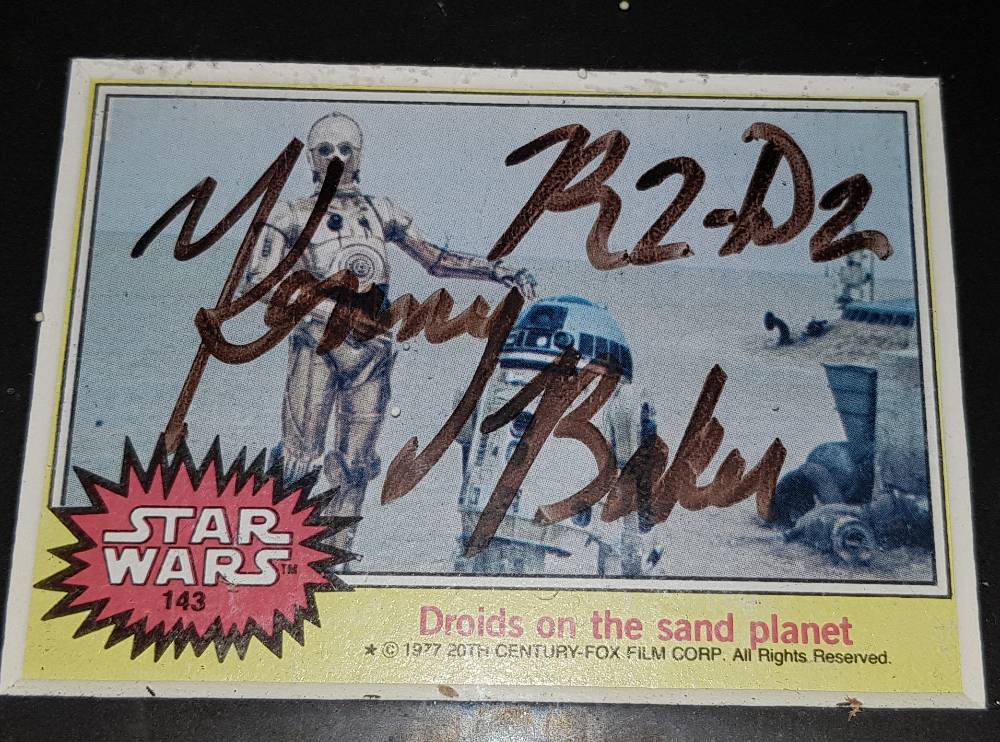 R2-D2
Kenny
Baker
STAR
WARS™
143
Droids on the sand planet
★ © 1977 20TH CENTURY-FOX FILM CORP. All Rights Reserved.